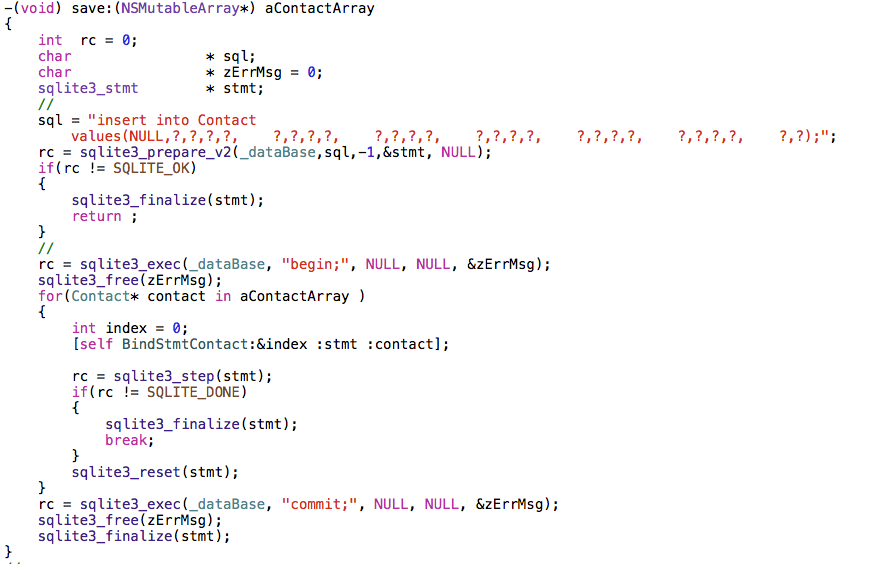 -(void) save:(NSMutableArray*) aContactArray
{
    int  rc = 0;
    char                * sql;
    char                * zErrMsg = 0;
    sqlite3_stmt        * stmt;
    //
    sql = "insert into Contact
        values(NULL,?,?,?,?,    ?,?,?,?,    ?,?,?,?,    ?,?,?,?,    ?,?,?,?,    ?,?,?,?,    ?,?);";
    rc = sqlite3_prepare_v2(_dataBase,sql,-1,&stmt, NULL);
    if(rc != SQLITE_OK)
    {
        sqlite3_finalize(stmt);
        return ;
    }
    //
    rc = sqlite3_exec(_dataBase, "begin;", NULL, NULL, &zErrMsg);
    sqlite3_free(zErrMsg);
    for(Contact* contact in aContactArray )
    {
        int index = 0;
        [self BindStmtContact:&index :stmt :contact];

        rc = sqlite3_step(stmt);
        if(rc != SQLITE_DONE)
        {
            sqlite3_finalize(stmt);
            break;
        }
        sqlite3_reset(stmt);
    }
    rc = sqlite3_exec(_dataBase, "commit;", NULL, NULL, &zErrMsg);
    sqlite3_free(zErrMsg);
    sqlite3_finalize(stmt);
}